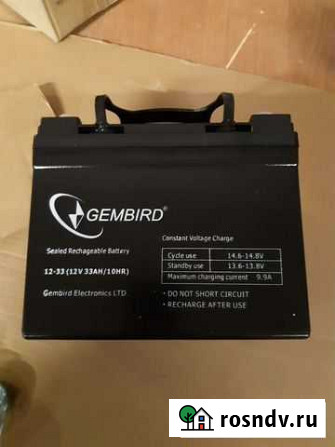 GEMBIRD®
Sealed Rechageable Battery
12-33 (12V 33AH/10HR)
Gembird Electronics LTD
Constant Voltage Charge
Cycle use 14.6-14.8V
Standby use 13.6-13.8V
Maximum charging current 9.9A
• DO NOT SHORT CIRCUIT
• RECHARGE AFTER USE
rosndv.ru